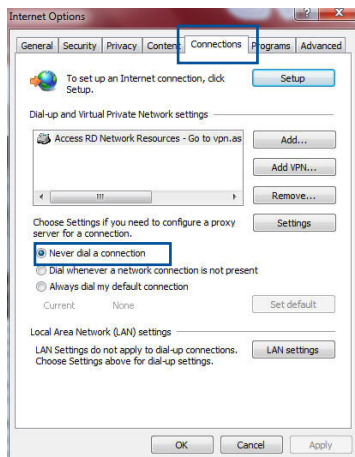 Internet Options
General Security Privacy Content Connections Programs Advanced
To set up an Internet connection, click
Setup.
Setup
Dial-up and Virtual Private Network settings
Access RD Network Resources - Go to vpn.as
Add...
Add VPN...
Remove...
Choose Settings if you need to configure a proxy
server for a connection.
Settings
Never dial a connection
Dial whenever a network connection is not present
Always dial my default connection
Current None
Set default
Local Area Network (LAN) settings
LAN Settings do not apply to dial-up connections.
Choose Settings above for dial-up settings.
LAN settings
OK Cancel Apply